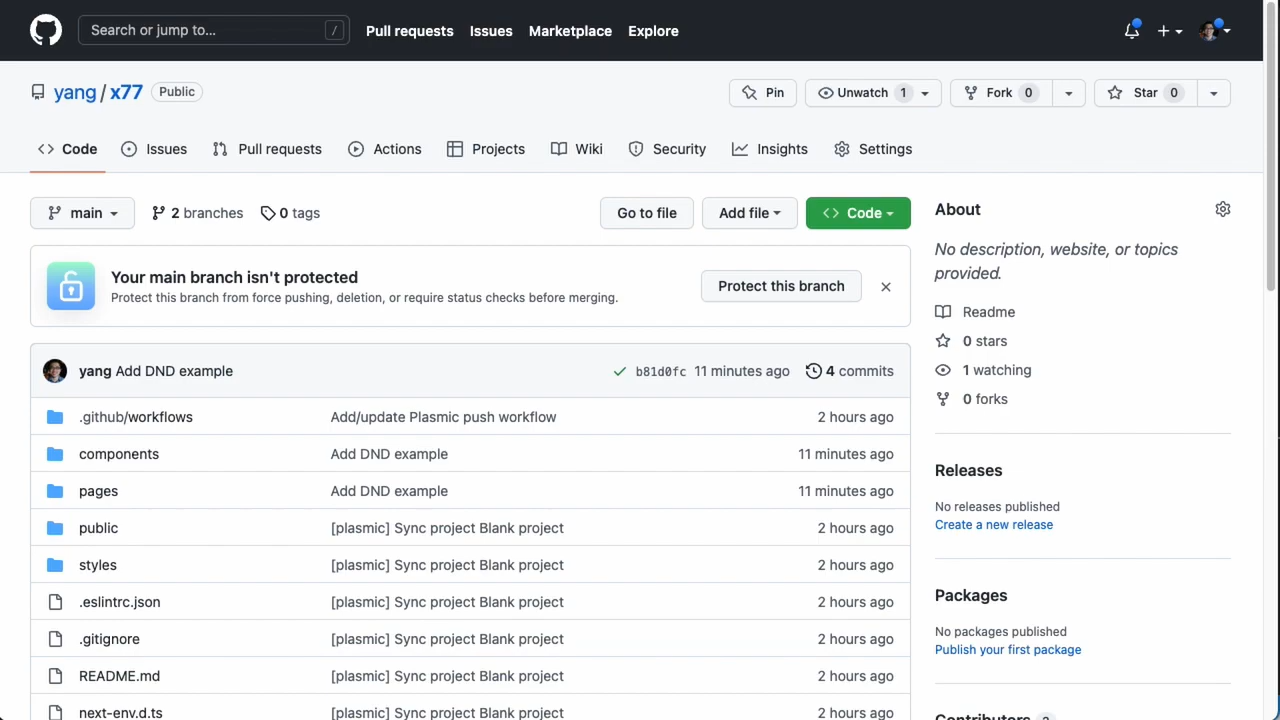 Search or jump to... /
Pull requests Issues Marketplace Explore
yang / x77 Public
Pin Unwatch 1 Fork 0 Star 0
Code Issues Pull requests Actions Projects Wiki Security Insights Settings
main 2 branches 0 tags Go to file Add file Code
Your main branch isn't protected
Protect this branch from force pushing, deletion, or require status checks before merging.
Protect this branch
yang Add DND example b81d0fc 11 minutes ago 4 commits
.github/workflows Add/update Plasmic push workflow 2 hours ago
components Add DND example 11 minutes ago
pages Add DND example 11 minutes ago
public [plasmic] Sync project Blank project 2 hours ago
styles [plasmic] Sync project Blank project 2 hours ago
.eslintrc.json [plasmic] Sync project Blank project 2 hours ago
.gitignore [plasmic] Sync project Blank project 2 hours ago
README.md [plasmic] Sync project Blank project 2 hours ago
next-env.d.ts [plasmic] Sync project Blank project 2 hours ago
About
No description, website, or topics
provided.
Readme
0 stars
1 watching
0 forks
Releases
No releases published
Create a new release
Packages
No packages published
Publish your first package
Contributors 2